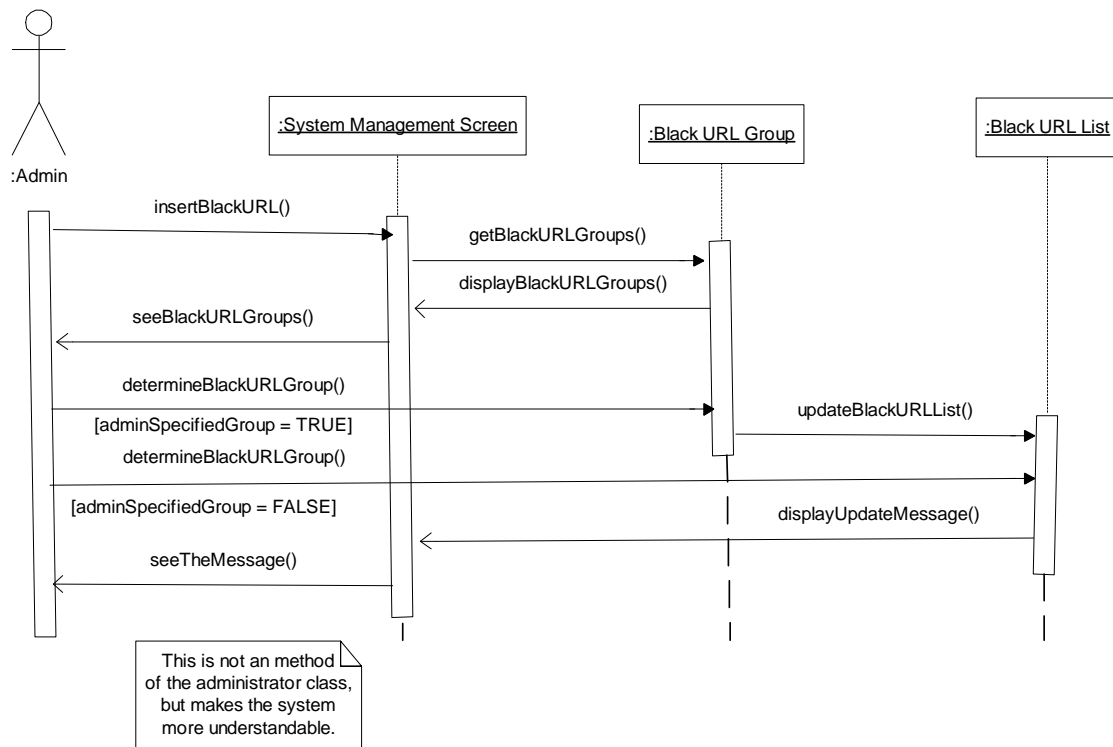 :System Management Screen
:Black URL Group
:Black URL List
:Admin
insertBlackURL()
getBlackURLGroups()
displayBlackURLGroups()
seeBlackURLGroups()
determineBlackURLGroup()
updateBlackURLList()
[adminSpecifiedGroup = TRUE]
determineBlackURLGroup()
[adminSpecifiedGroup = FALSE]
displayUpdateMessage()
seeTheMessage()
This is not an method
of the administrator class,
but makes the system
more understandable.